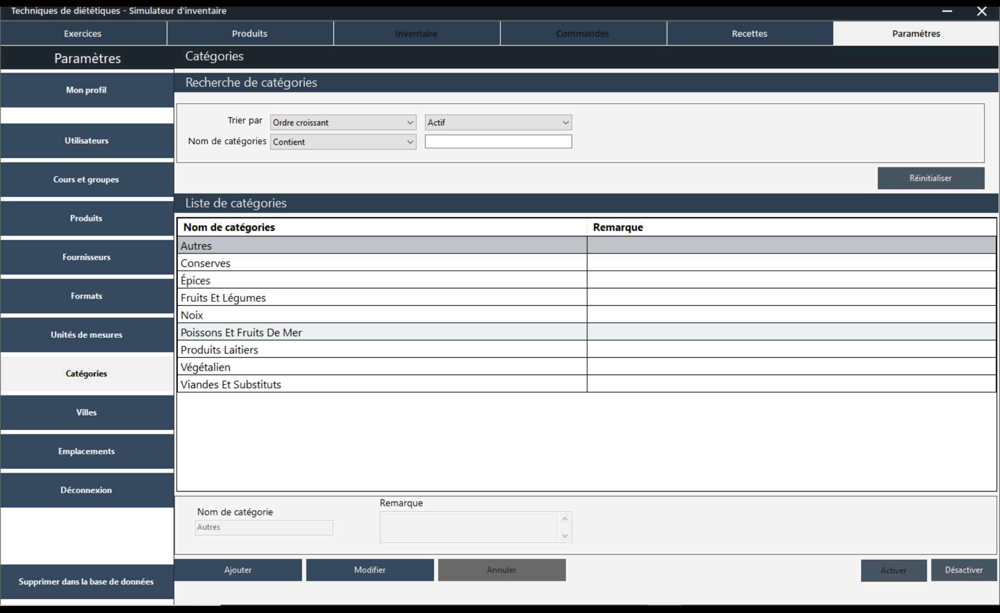 Techniques de diététiques - Simulateur d'inventaire
Exercices
Produits
Inventaire
Commandes
Recettes
Paramètres
Paramètres
Mon profil
Utilisateurs
Cours et groupes
Produits
Fournisseurs
Formats
Unités de mesures
Catégories
Villes
Emplacements
Déconnexion
Supprimer dans la base de données
Catégories
Recherche de catégories
Trier par Ordre croissant Actif
Nom de catégories Contient
Réinitialiser
Liste de catégories
Nom de catégories Remarque
Autres
Conserves
Épices
Fruits Et Légumes
Noix
Poissons Et Fruits De Mer
Produits Laitiers
Végétalien
Viandes Et Substituts
Nom de catégorie
Autres
Remarque
Ajouter
Modifier
Annuler
Activer
Désactiver